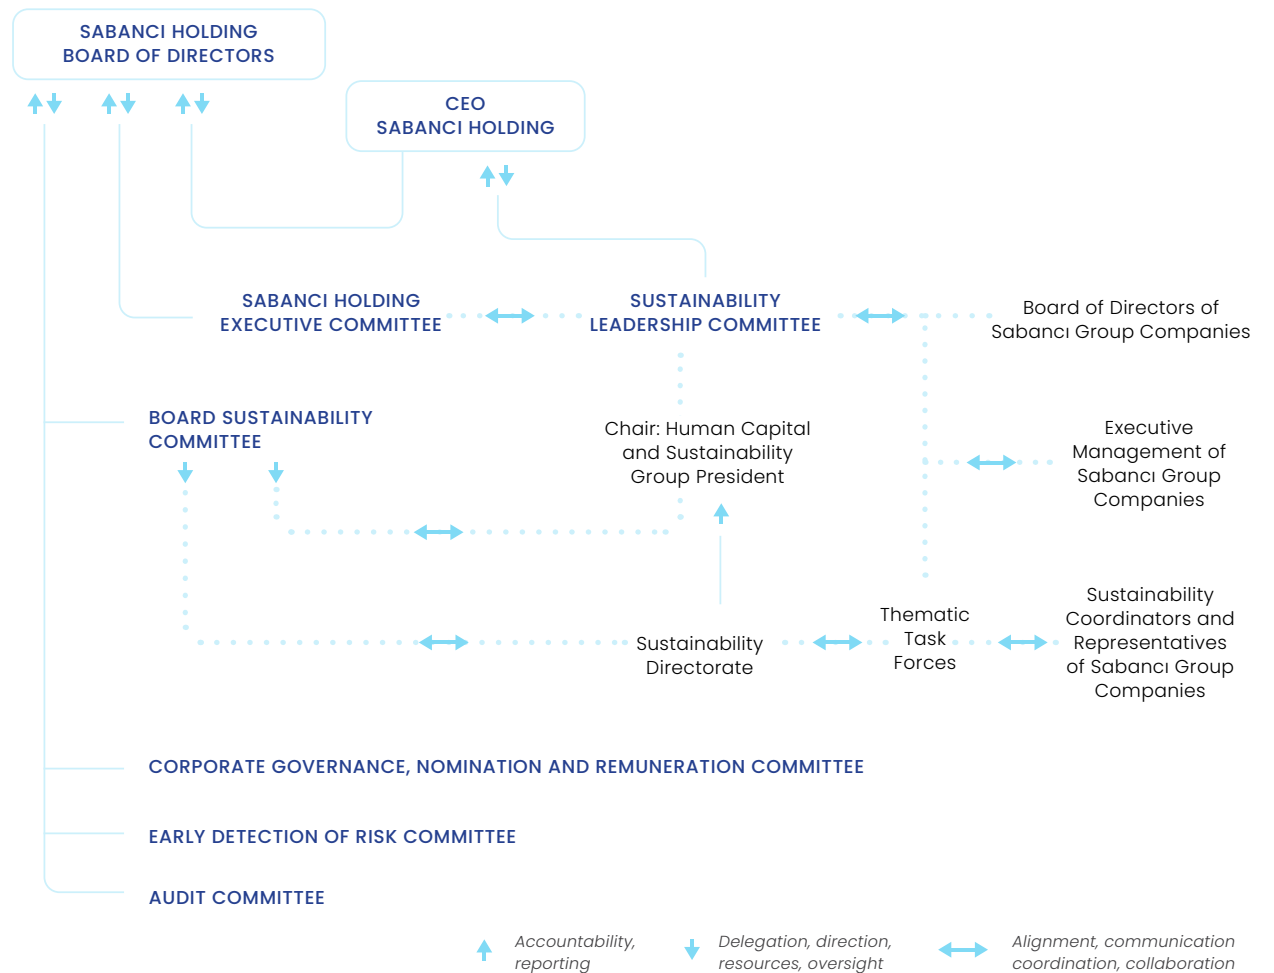 SABANCI HOLDING
BOARD OF DIRECTORS
CEO
SABANCI HOLDING
SABANCI HOLDING
EXECUTIVE COMMITTEE
SUSTAINABILITY
LEADERSHIP COMMITTEE
Board of Directors of
Sabancı Group Companies
BOARD SUSTAINABILITY
COMMITTEE
Chair: Human Capital
and Sustainability
Group President
Executive
Management of
Sabancı Group
Companies
Sustainability
Directorate
Thematic
Task
Forces
Sustainability
Coordinators and
Representatives
of Sabancı Group
Companies
CORPORATE GOVERNANCE, NOMINATION AND REMUNERATION COMMITTEE
EARLY DETECTION OF RISK COMMITTEE
AUDIT COMMITTEE
Accountability,
reporting
Delegation, direction,
resources, oversight
Alignment, communication
coordination, collaboration